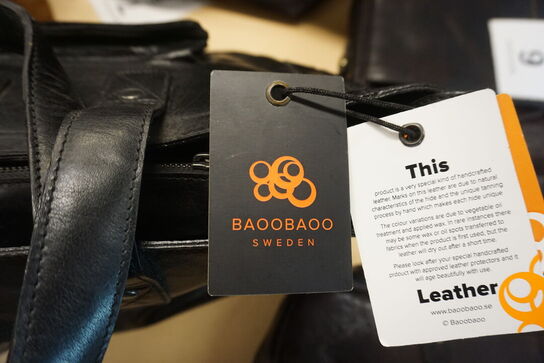 BAOOBAOO
SWEDEN
This
product is a very special kind of handcrafted
leather. Marks on this leather are due to natural
characteristics of the hide and the unique tanning
process by hand which makes each hide unique
The colour variations are due to vegetable oil
treatment and applied wax. In rare instances there
may be some wax or oil spots transferred to
fabrics when the product is first used, but the
leather will dry out after a short time.
Please look after your special handcrafted
product with approved leather protectors and it
will age beautifully with use.
Leather
www.baoobaoo.se
© Baoobaoo